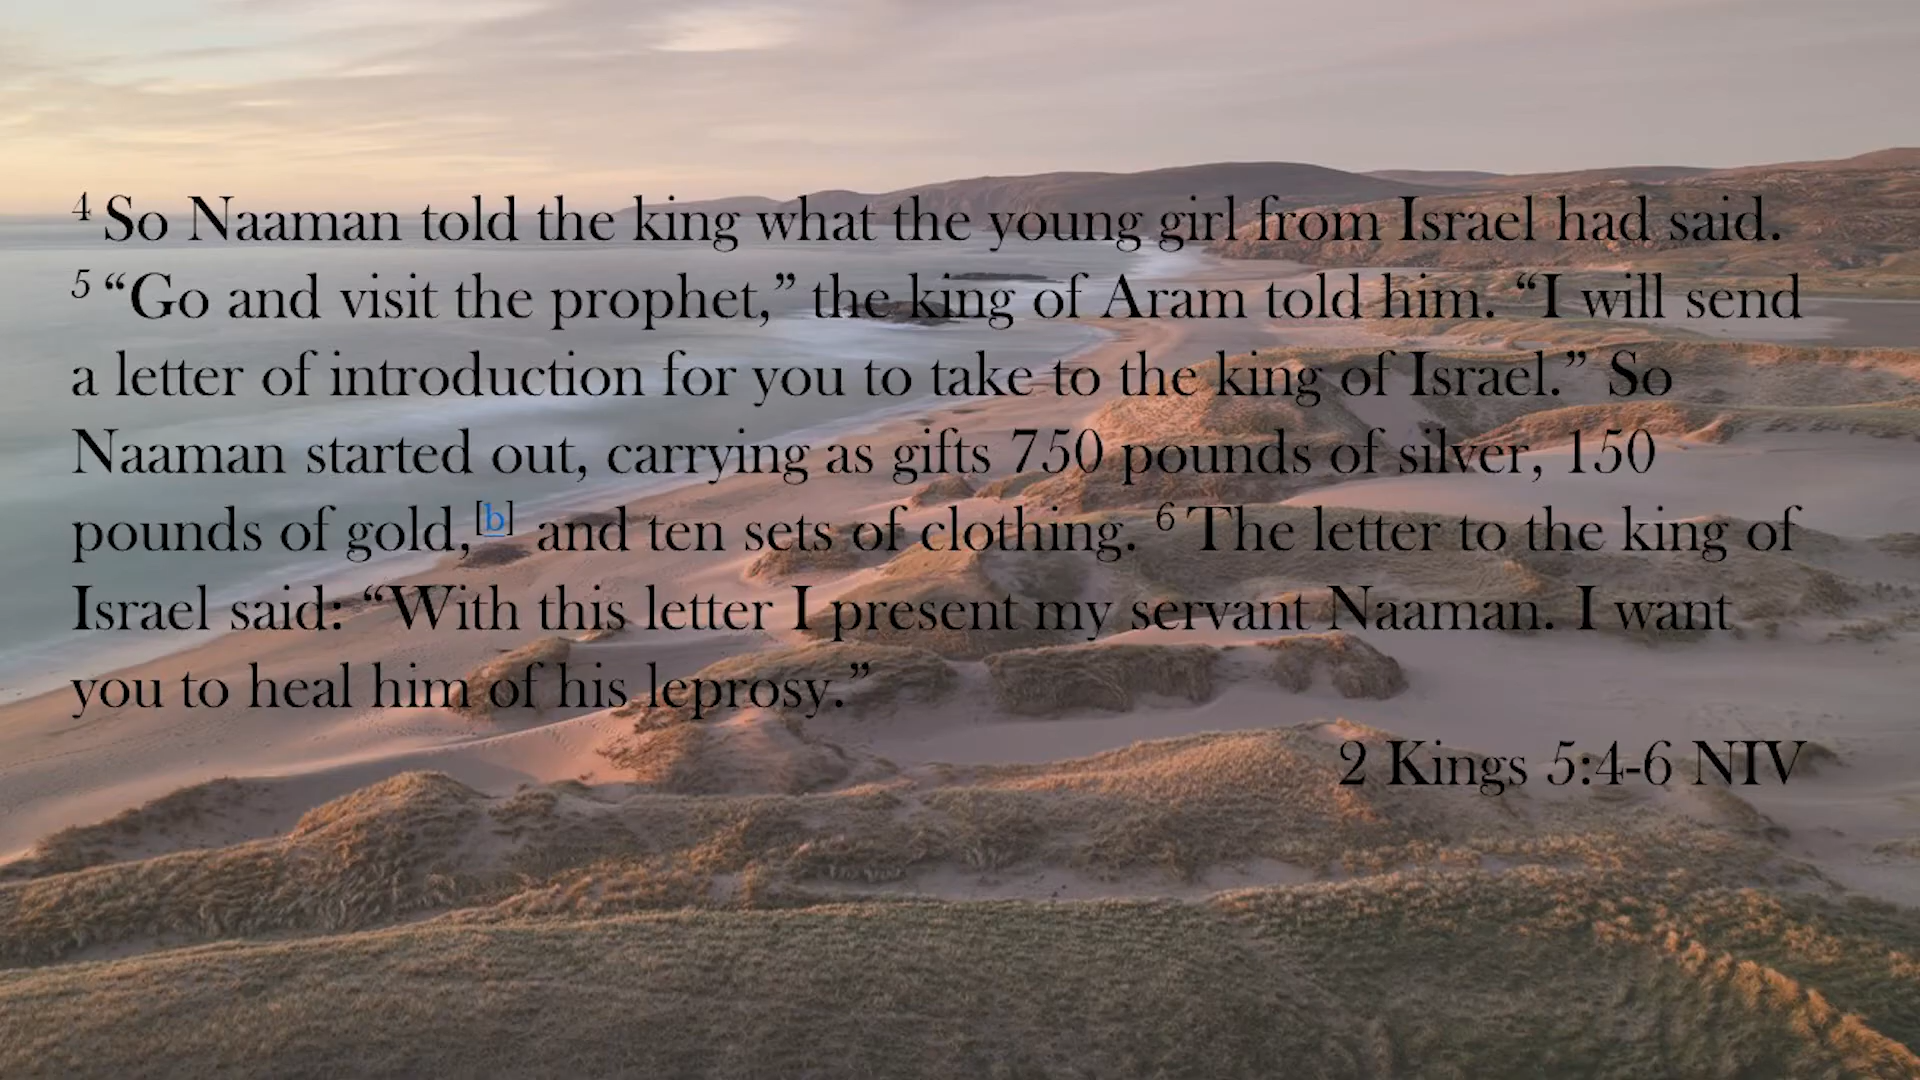 4 So Naaman told the king what the young girl from Israel had said.
5 “Go and visit the prophet,” the king of Aram told him. “I will send
a letter of introduction for you to take to the king of Israel.” So
Naaman started out, carrying as gifts 750 pounds of silver, 150
pounds of gold,[b] and ten sets of clothing. 6 The letter to the king of
Israel said: “With this letter I present my servant Naaman. I want
you to heal him of his leprosy.”
2 Kings 5:4-6 NIV